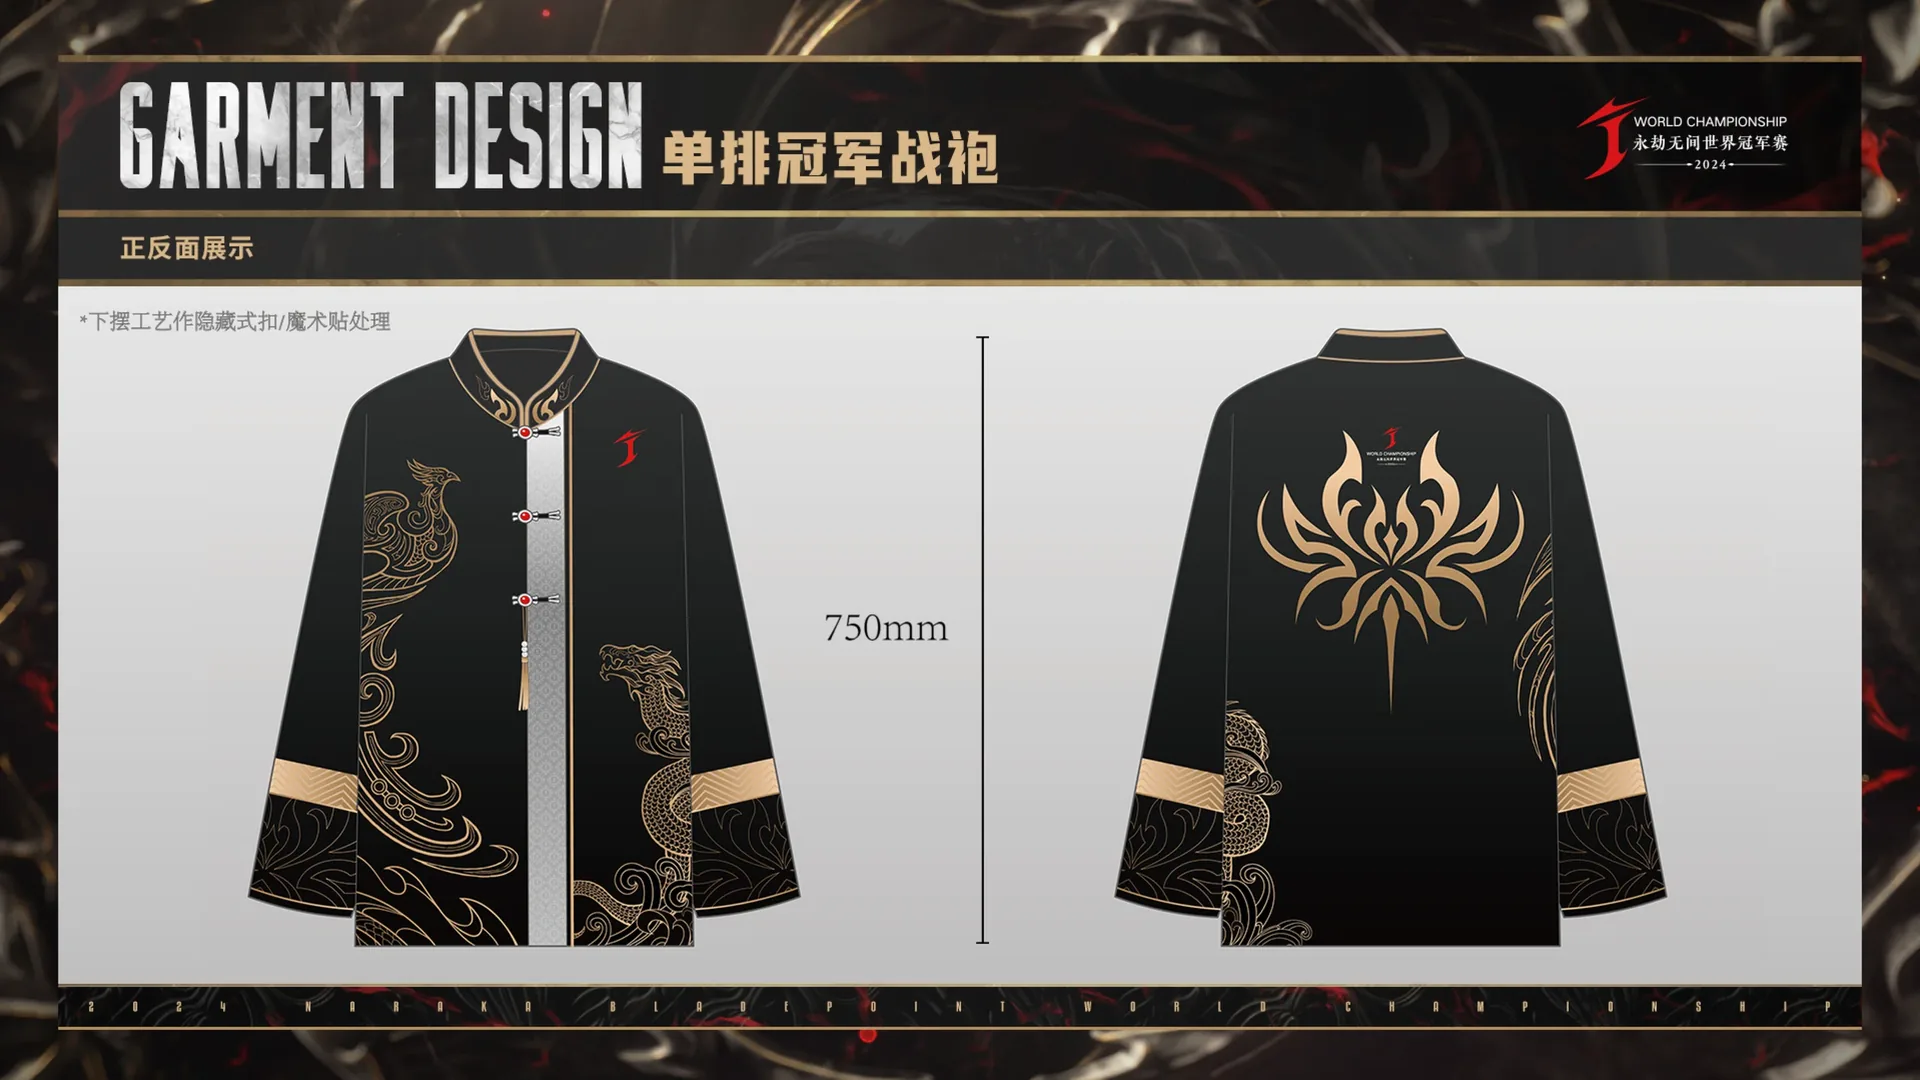 GARMENT DESIGN 单排冠军战袍
WORLD CHAMPIONSHIP
永劫无间世界冠军赛
2024
正反面展示
*下摆工艺作隐藏式扣/魔术贴处理
750mm
WORLD CHAMPIONSHIP
2024 NARAKA BLADEPOINT WORLD CHAMPIONSHIP